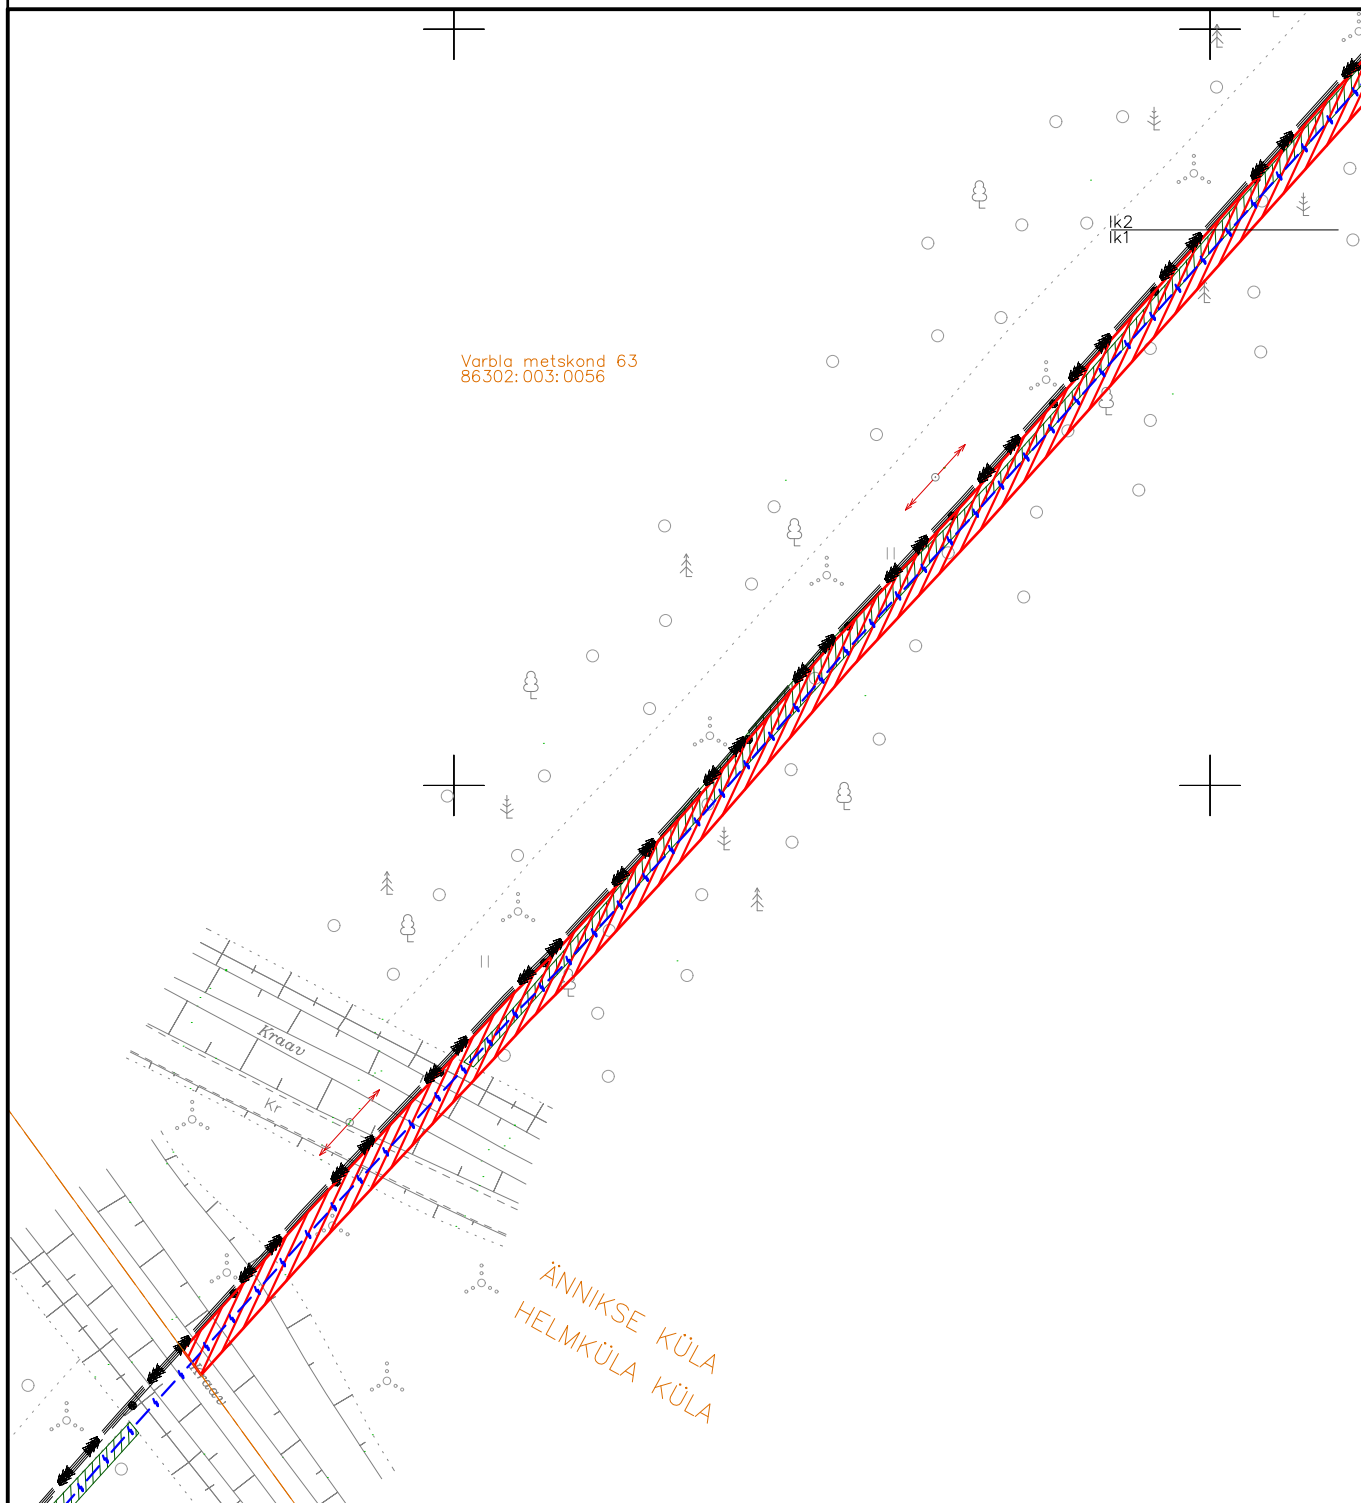 lk2
lk1
Varbla metskond 63
86302:003:0056
Kraav
Kr
ÄNNIKSE KÜLA
HELMKÜLA KÜLA
Kraav